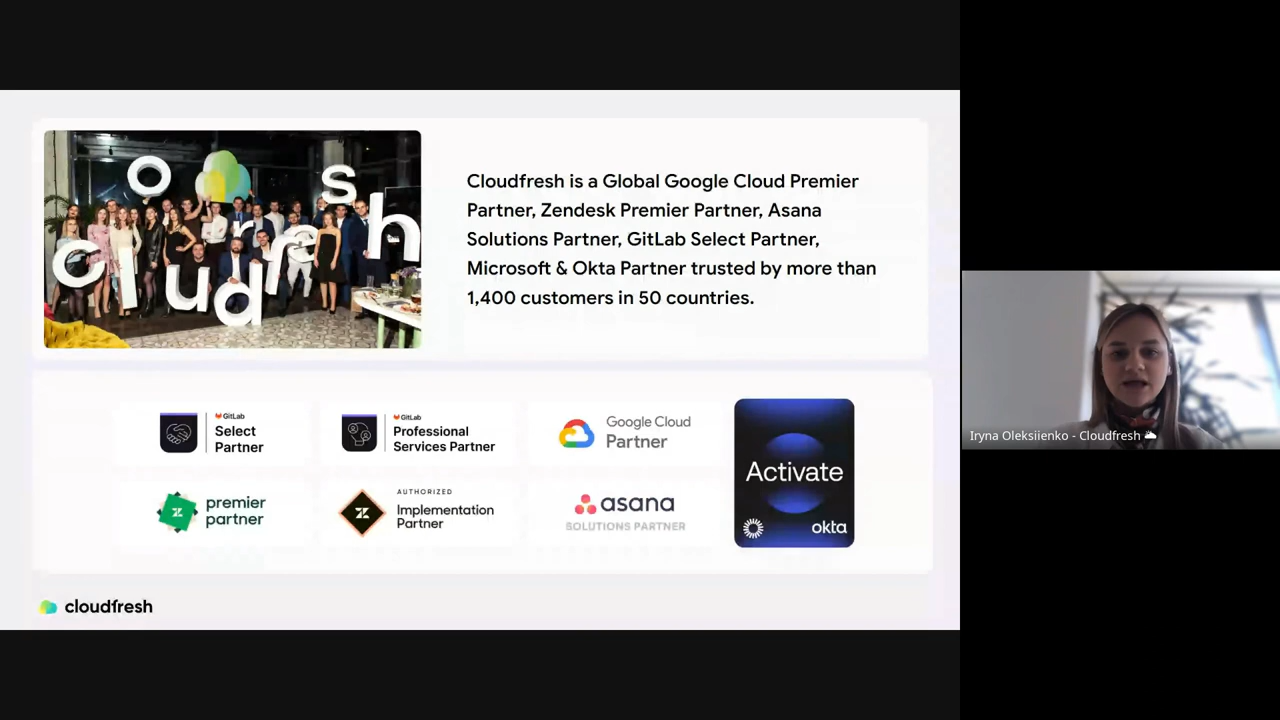 o
s
c
l
u
d
f
r
e
h
Cloudfresh is a Global Google Cloud Premier
Partner, Zendesk Premier Partner, Asana
Solutions Partner, GitLab Select Partner,
Microsoft & Okta Partner trusted by more than
1,400 customers in 50 countries.
GitLab
Select
Partner
GitLab
Professional
Services Partner
Google Cloud
Partner
Activate
okta
premier
partner
AUTHORIZED
Implementation
Partner
asana
SOLUTIONS PARTNER
cloudfresh
Iryna Oleksiienko - Cloudfresh 🌥